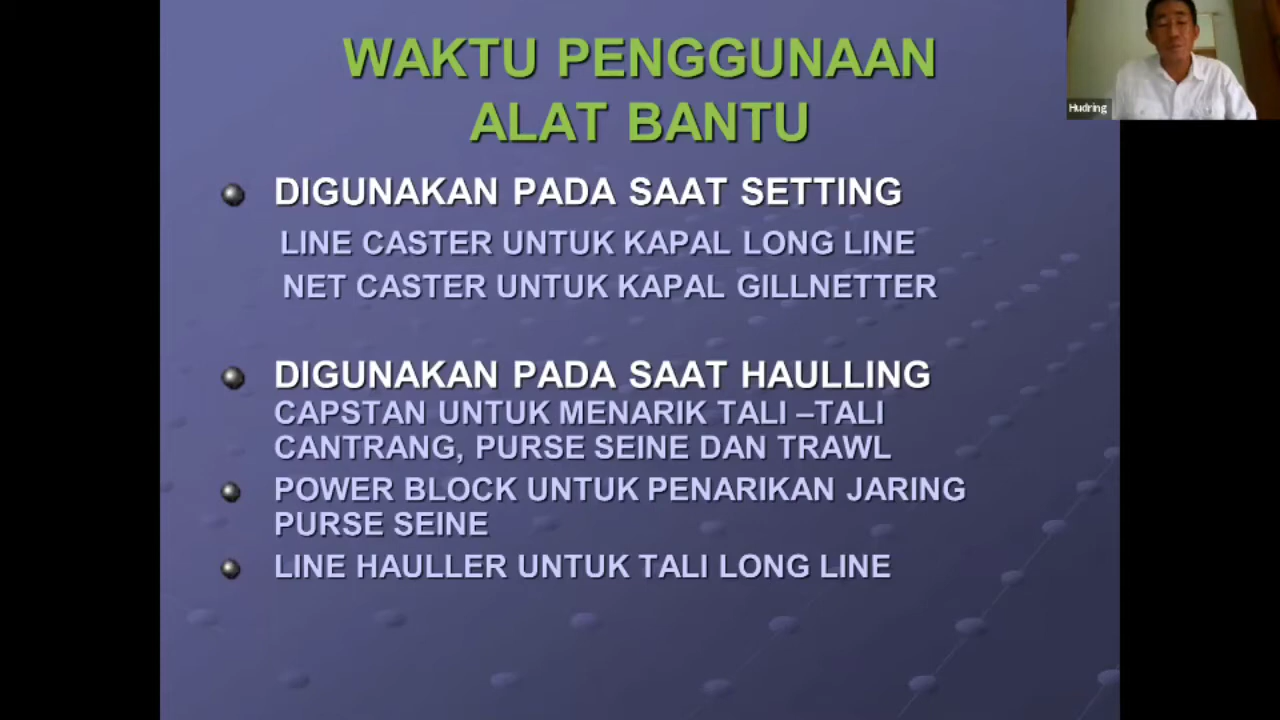 WAKTU PENGGUNAAN
ALAT BANTU
DIGUNAKAN PADA SAAT SETTING
LINE CASTER UNTUK KAPAL LONG LINE
NET CASTER UNTUK KAPAL GILLNETTER
DIGUNAKAN PADA SAAT HAULLING
CAPSTAN UNTUK MENARIK TALI –TALI
CANTRANG, PURSE SEINE DAN TRAWL
POWER BLOCK UNTUK PENARIKAN JARING
PURSE SEINE
LINE HAULLER UNTUK TALI LONG LINE
Hudring